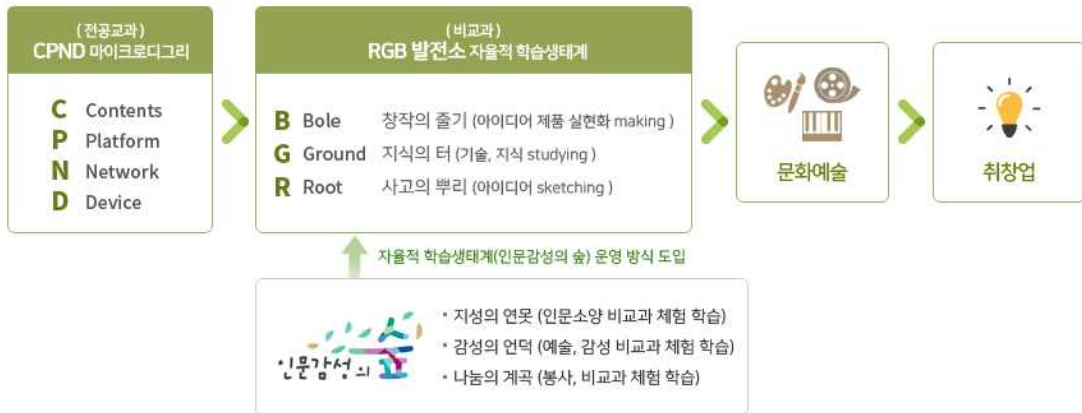 ( 전공교과 )
CPND 마이크로디그리
C Contents
P Platform
N Network
D Device
( 비교과 )
RGB 발전소 자율적 학습생태계
B Bole 창작의 줄기 (아이디어 제품 실현화 making )
G Ground 지식의 터 (기술, 지식 studying )
R Root 사고의 뿌리 (아이디어 sketching )
문화예술
취창업
자율적 학습생태계(인문감성의 숲) 운영 방식 도입
인문감성의 숲
• 지성의 연못 (인문소양 비교과 체험 학습)
• 감성의 언덕 (예술, 감성 비교과 체험 학습)
• 나눔의 계곡 (봉사, 비교과 체험 학습)